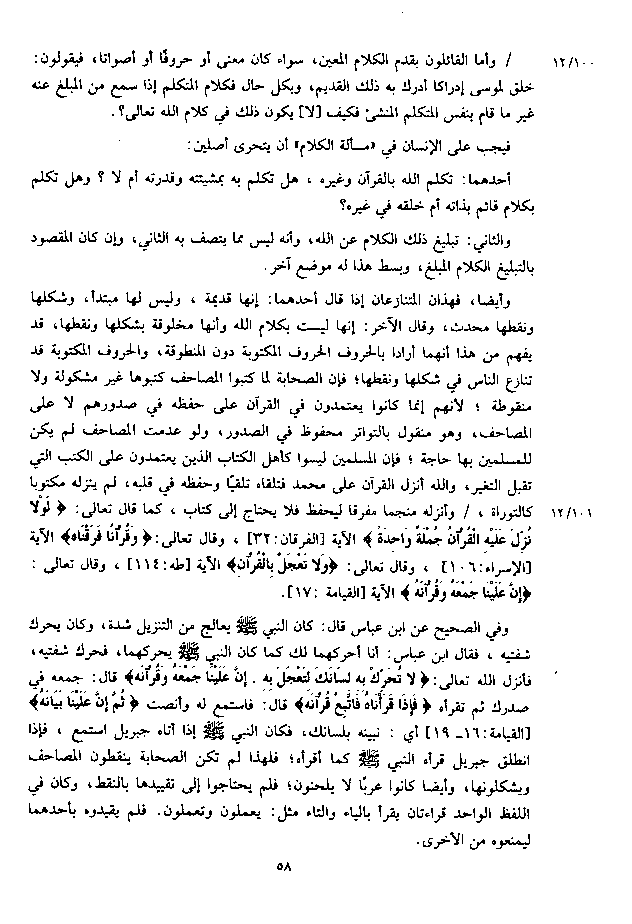 ١٢/١٠٠ / وأما القائلون بقدم الكلام المعين، سواء كان معنى أو حروفًا أو أصواتا، فيقولون:
خلق لموسى إدراكا أدرك به ذلك القديم، وبكل حال فكلام المتكلم إذا سمع من المبلغ عنه
غير ما قام بنفس المتكلم المنشئ فكيف [لا] يكون ذلك في كلام الله تعالى؟.
فيجب على الإنسان في «مسألة الكلام» أن يتحرى أصلين:
أحدهما: تكلم الله بالقرآن وغيره ، هل تكلم به بمشيئته وقدرته أم لا ؟ وهل تكلم
بكلام قائم بذاته أم خلقه في غيره؟
والثاني: تبليغ ذلك الكلام عن الله، وأنه ليس مما يتصف به الثاني، وإن كان المقصود
بالتبليغ الكلام المبلغ، وبسط هذا له موضع آخر.
وأيضا، فهذان المتنازعان إذا قال أحدهما: إنها قديمة ، وليس لها مبتدأ، وشكلها
ونقطها محدث، وقال الآخر: إنها ليست بكلام الله وأنها مخلوقة بشكلها ونقطها، قد
يفهم من هذا أنهما أرادا بالحروف الحروف المكتوبة دون المنطوقة، والحروف المكتوبة قد
تنازع الناس في شكلها ونقطها؛ فإن الصحابة لما كتبوا المصاحف كتبوها غير مشكولة ولا
منقوطة ؛ لأنهم إنما كانوا يعتمدون في القرآن على حفظه في صدورهم لا على
المصاحف، وهو منقول بالتواتر محفوظ في الصدور، ولو عدمت المصاحف لم يكن
للمسلمين بها حاجة ؛ فإن المسلمين ليسوا كأهل الكتاب الذين يعتمدون على الكتب التي
تقبل التغير، والله أنزل القرآن على محمد فتلقاه تلقيًا وحفظه في قلبه، لم ينزله مكتوبا
١٢/١٠١ كالتوراة ، / وأنزله منجما مفرقا ليحفظ فلا يحتاج إلى كتاب ، كما قال تعالى: ﴿ لَوْلا
نُزِّلَ عَلَيْهِ الْقُرْآنُ جُمْلَةً وَاحِدَةً ﴾ الآية [الفرقان:٣٢] ، وقال تعالى:﴿ وَقُرْآنًا فَرَقْنَاهُ﴾ الآية
[الإسراء:١٠٦] ، وقال تعالى: ﴿وَلا تَعْجَلْ بِالْقُرْآنِ﴾ الآية [طه:١١٤] ، وقال تعالى :
﴿إِنَّ عَلَيْنَا جَمْعَهُ وَقُرْآنَهُ ﴾ الآية [القيامة :١٧].
وفي الصحيح عن ابن عباس قال: كان النبي ﷺ يعالج من التنزيل شدة، وكان يحرك
شفتيه ، فقال ابن عباس: أنا أحركهما لك كما كان النبي ﷺ يحركهما، فحرك شفتيه،
فأنزل الله تعالى:﴿ لا تُحَرِّكْ بِهِ لِسَانَكَ لِتَعْجَلَ بِهِ . إِنَّ عَلَيْنَا جَمْعَهُ وَقُرْآنَهُ﴾ قال: جمعه في
صدرك ثم تقرأه ﴿ فَإِذَا قَرَأْنَاهُ فَاتَّبِعْ قُرْآنَهُ﴾ قال: فاستمع له وأنصت ﴿ ثُمَّ إِنَّ عَلَيْنَا بَيَانَهُ﴾
[القيامة:١٦- ١٩] أي : نبينه بلسانك، فكان النبي ﷺ إذا أتاه جبريل استمع ، فإذا
انطلق جبريل قرأه النبي ﷺ كما أقرأه؛ فلهذا لم تكن الصحابة ينقطون المصاحف
ويشكلونها، وأيضا كانوا عربًا لا يلحنون؛ فلم يحتاجوا إلى تقييدها بالنقط، وكان في
اللفظ الواحد قراءتان يقرأ بالياء والتاء مثل: يعملون وتعملون. فلم يقيدوه بأحدهما
ليمنعوه من الأخرى.
٥٨